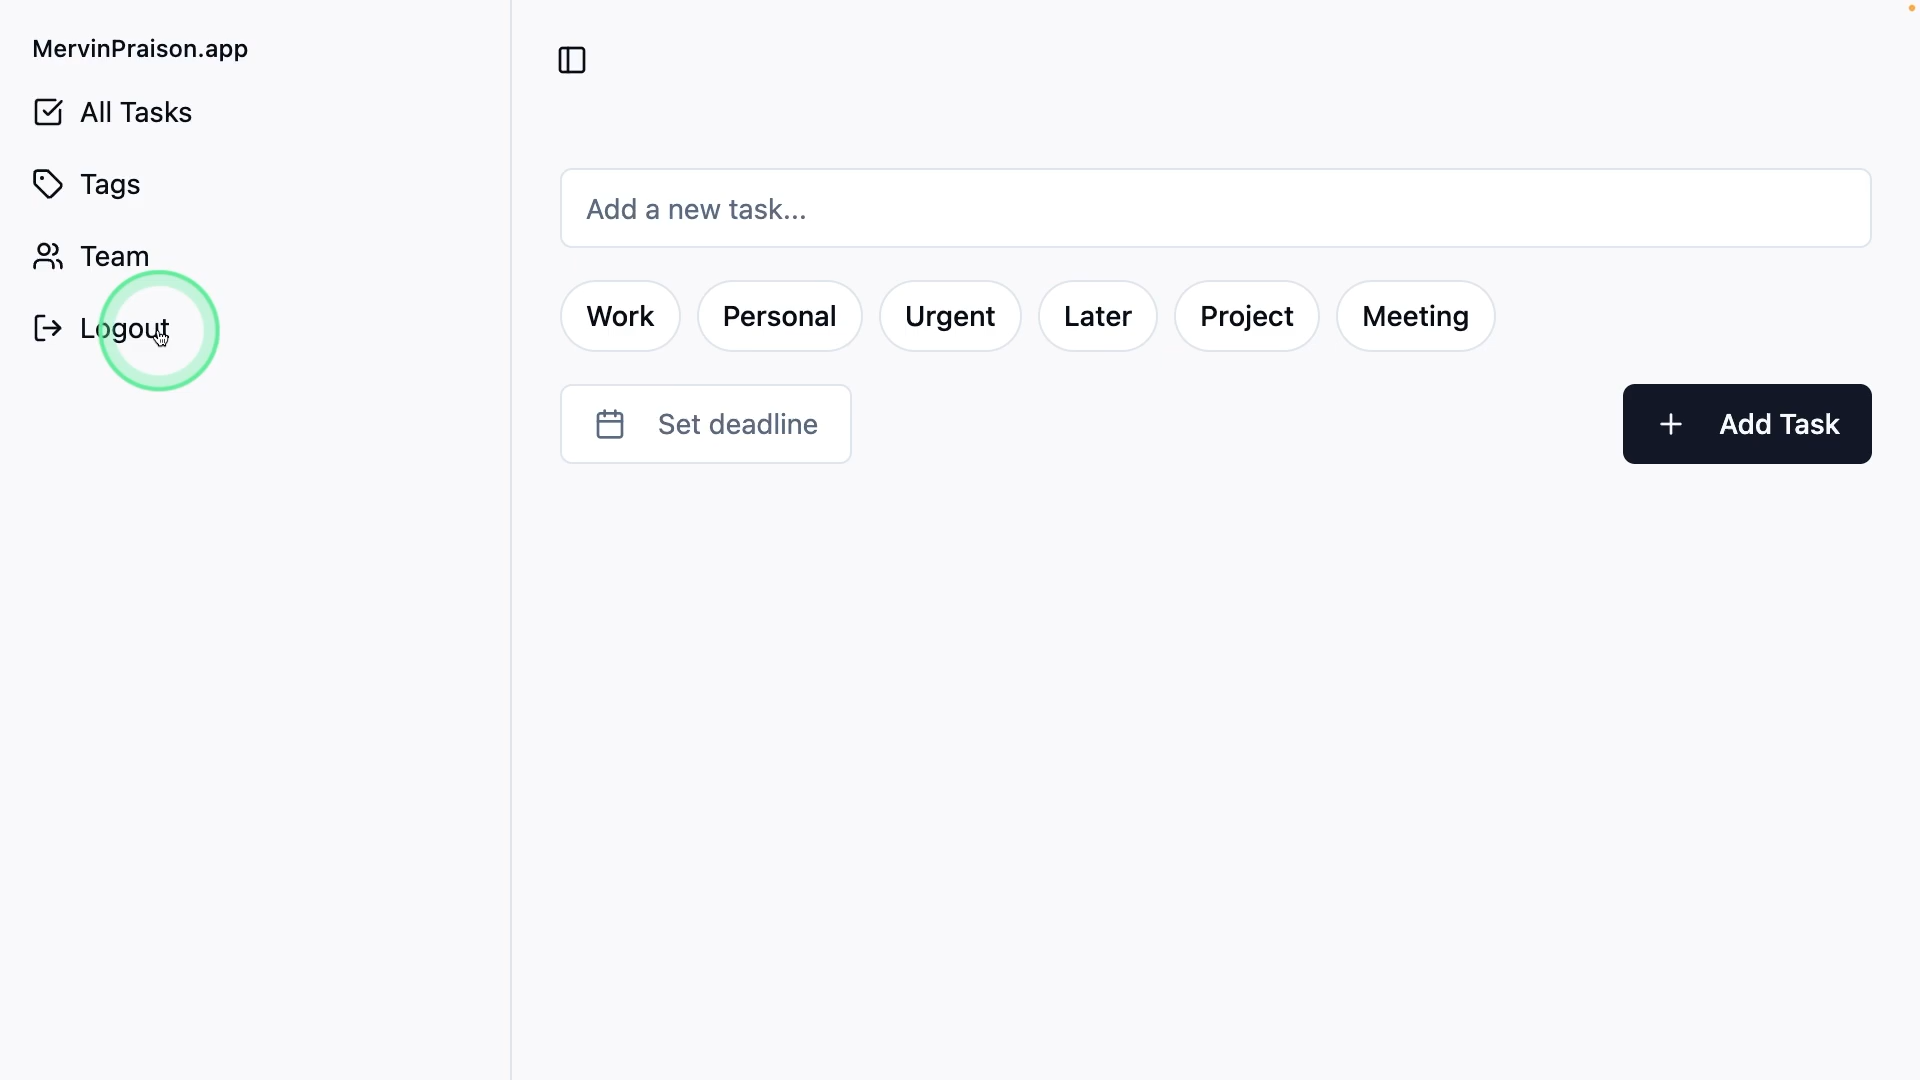 MervinPraison.app
All Tasks
Tags
Team
Logout
Add a new task...
Work Personal Urgent Later Project Meeting
Set deadline
+ Add Task